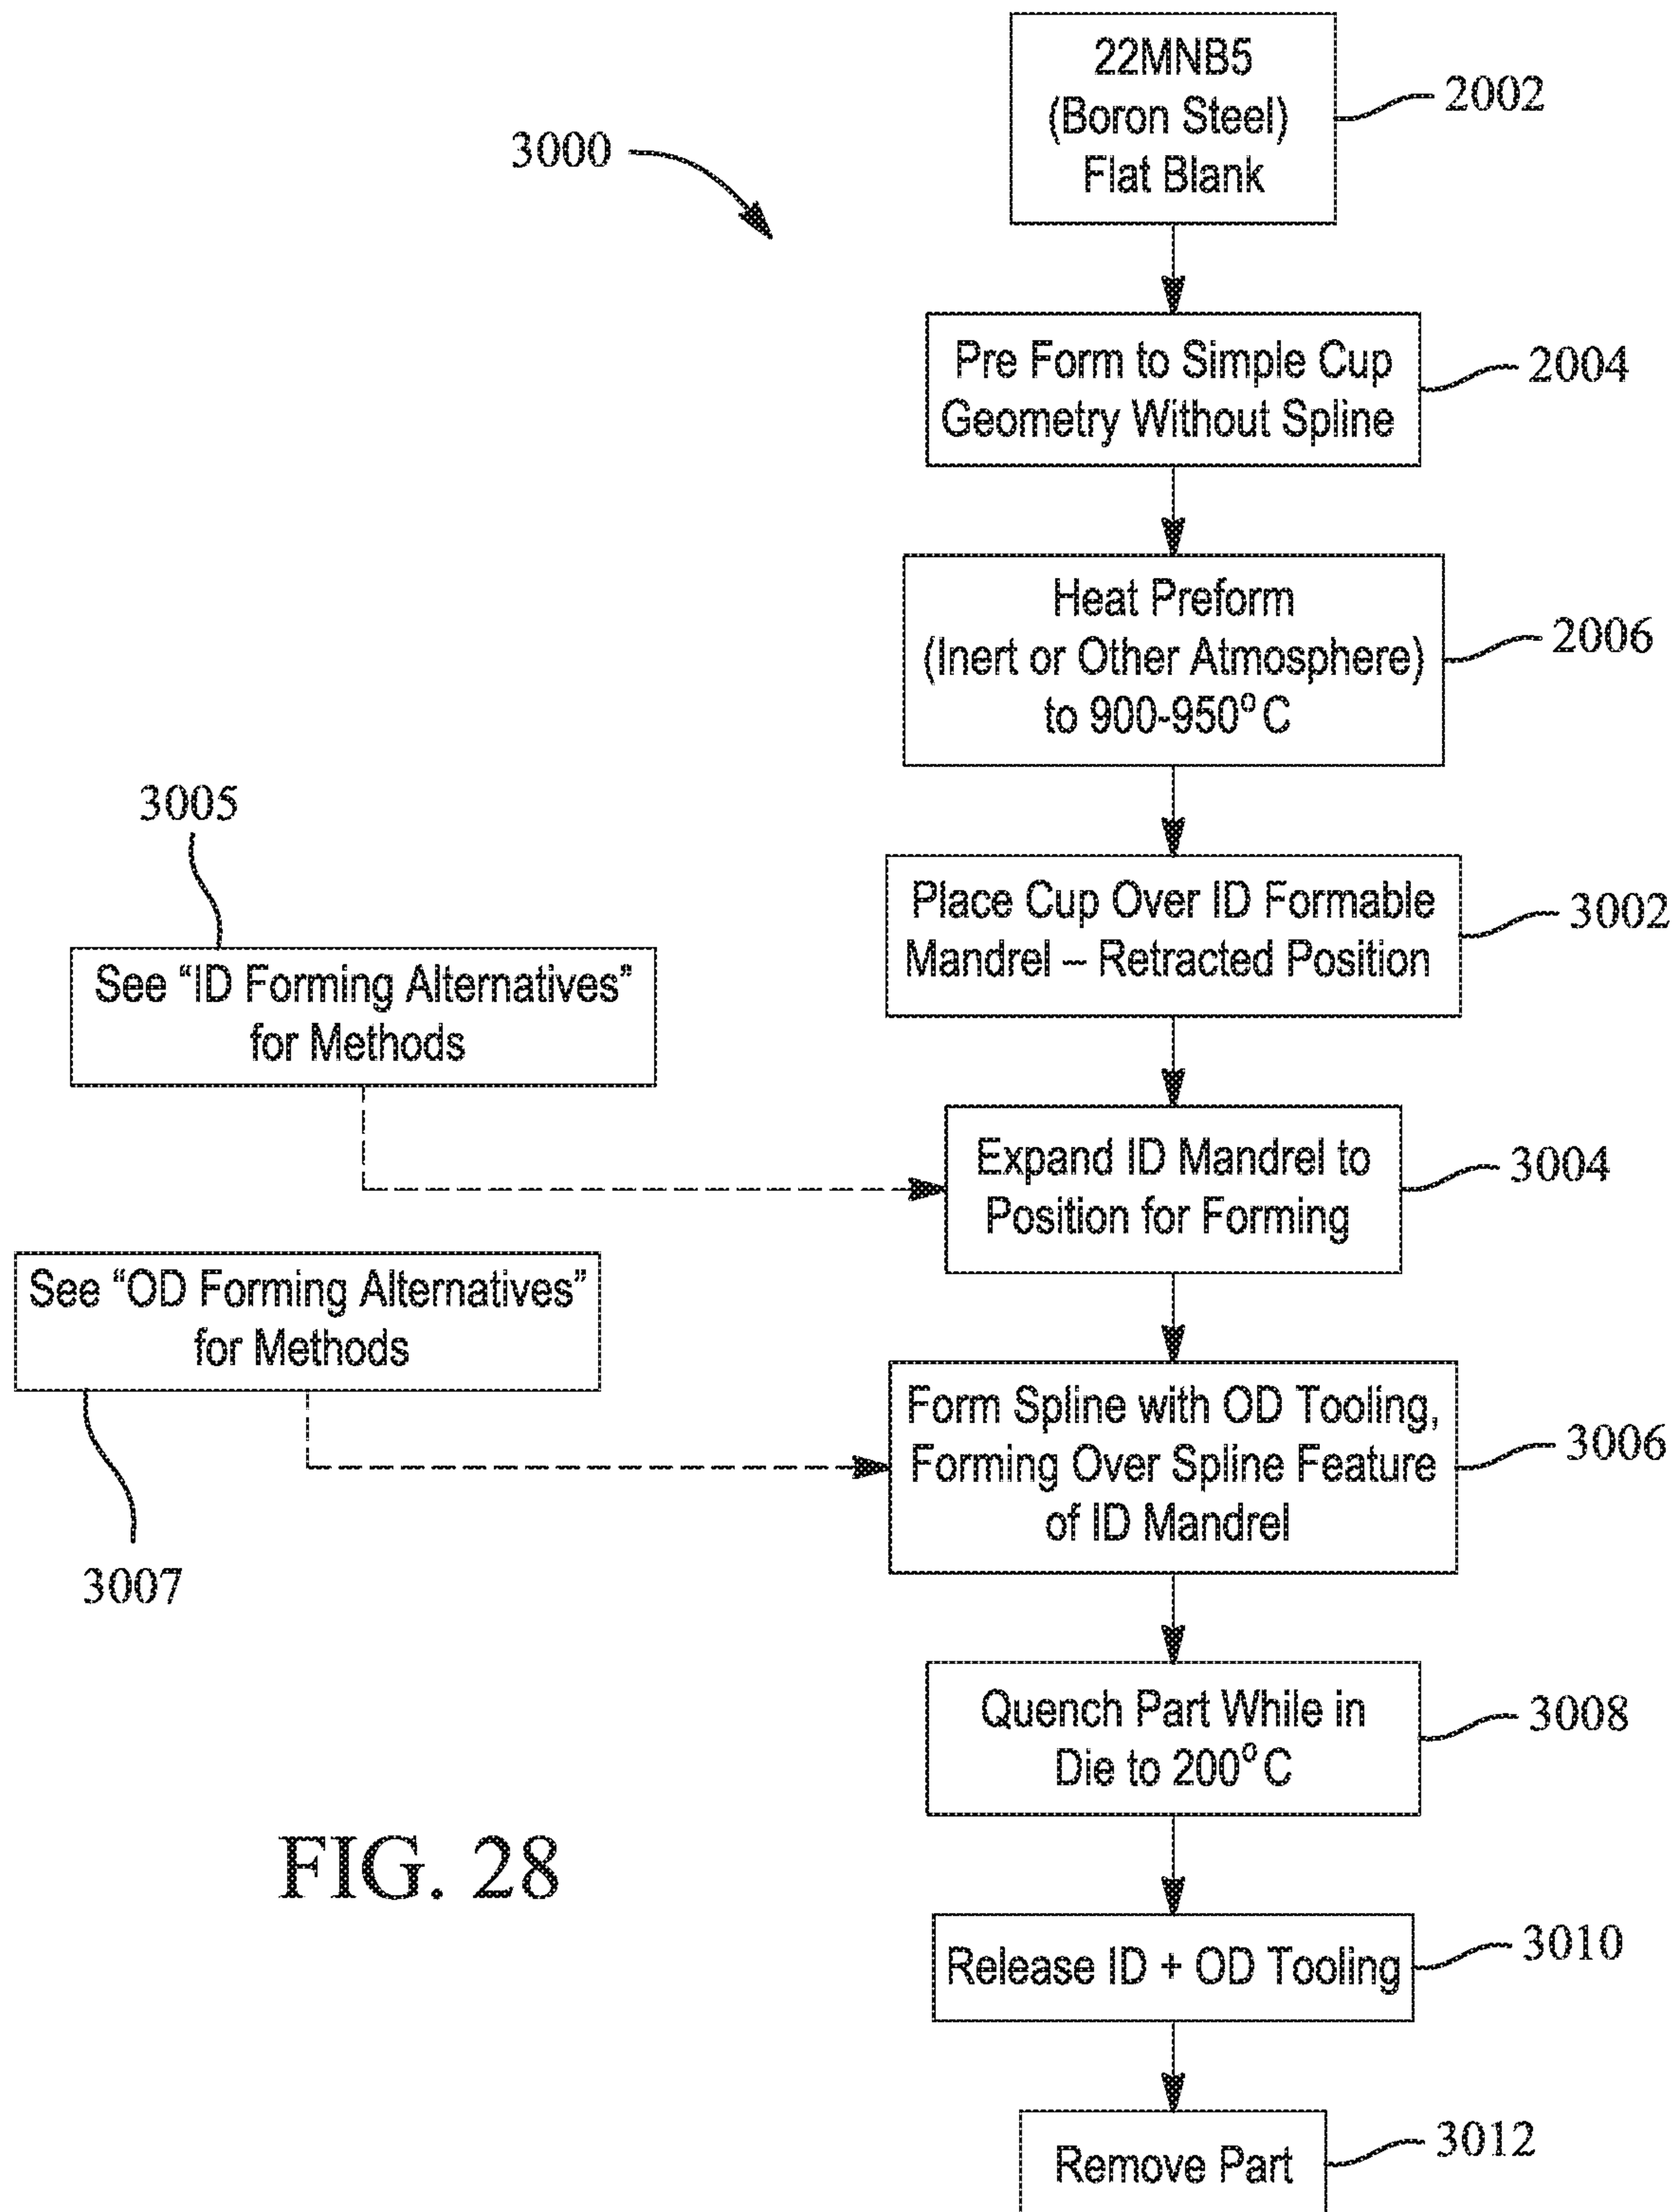 22MNB5
(Boron Steel)
Flat Blank
2002
3000
Pre Form to Simple Cup
Geometry Without Spline
2004
Heat Preform
(Inert or Other Atmosphere)
to 900-950°C
2006
3005
Place Cup Over ID Formable
Mandrel – Retracted Position
3002
See “ID Forming Alternatives”
for Methods
Expand ID Mandrel to
Position for Forming
3004
See “OD Forming Alternatives”
for Methods
3007
Form Spline with OD Tooling,
Forming Over Spline Feature
of ID Mandrel
3006
Quench Part While in
Die to 200°C
3008
FIG. 28
Release ID + OD Tooling
3010
Remove Part
3012